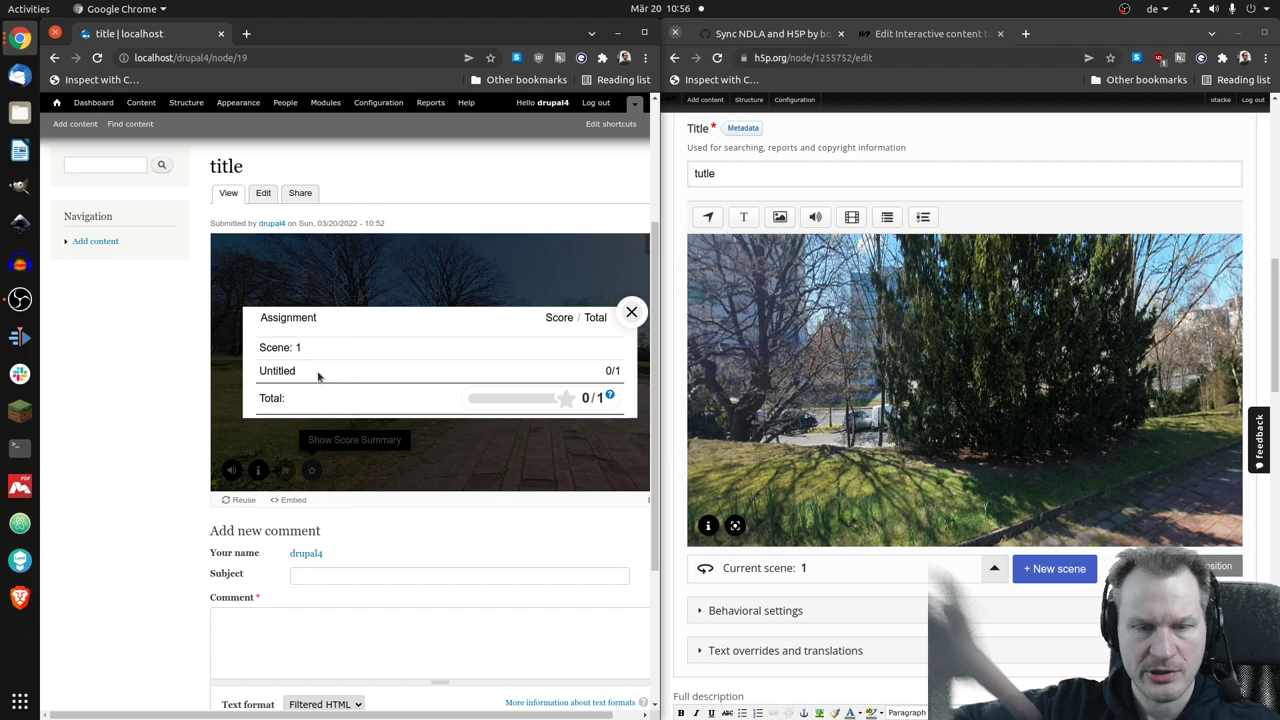 Activities
Google Chrome
Mär 20 10:56
de
title | localhost
localhost/drupal4/node/19
Inspect with C…
Other bookmarks
Reading list
Dashboard
Content
Structure
Appearance
People
Modules
Configuration
Reports
Help
Hello drupal4
Log out
Add content
Find content
Edit shortcuts
Navigation
Add content
title
View
Edit
Share
Submitted by drupal4 on Sun, 03/20/2022 - 10:52
Assignment
Score / Total
Scene: 1
Untitled
0/1
Total:
0/1
Show Score Summary
Reuse
Embed
Add new comment
Your name
drupal4
Subject
Comment *
Text format
Filtered HTML
More information about text formats
Sync NDLA and H5P by bo
Edit Interactive content t
h5p.org/node/1255752/edit
Inspect with C…
Other bookmarks
Reading list
Add content
Structure
Configuration
otacke
Log out
Title *
Metadata
Used for searching, reports and copyright information
tutle
Current scene: 1
+ New scene
osition
Behavioral settings
Text overrides and translations
feedback
Full description
B I U ABC
Paragraph